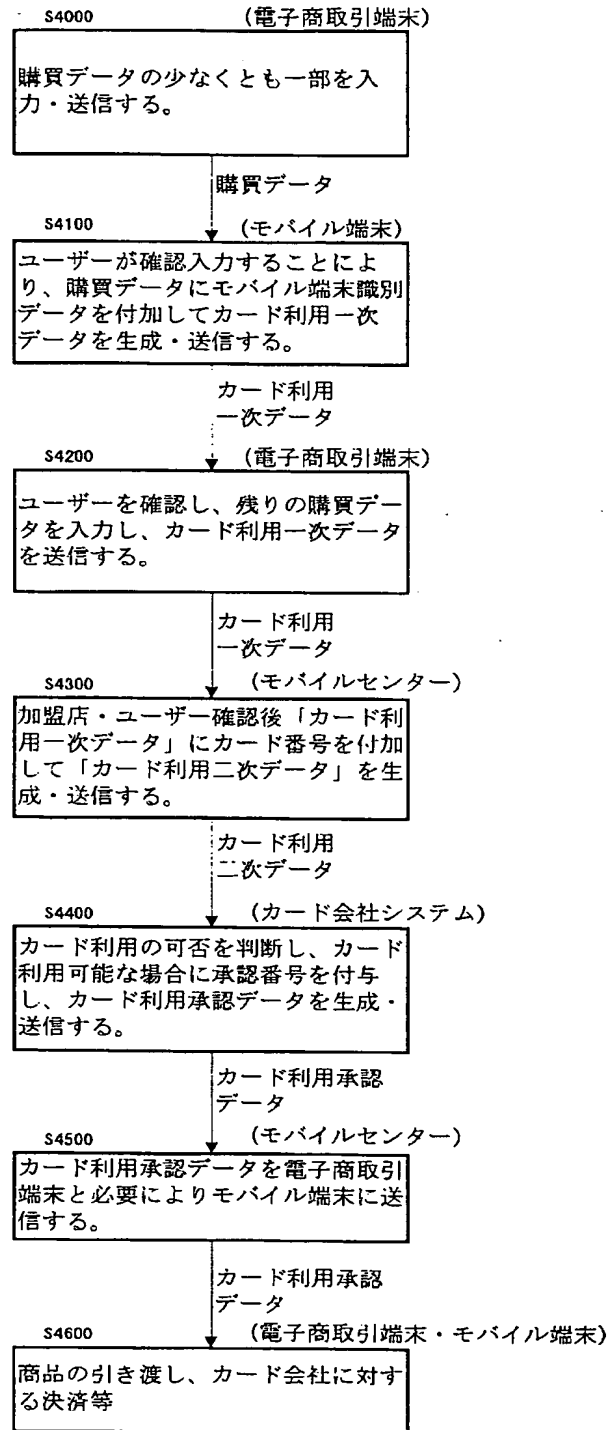 S4000 (電子商取引端末)
購買データの少なくとも一部を入
力・送信する。
購買データ
S4100 (モバイル端末)
ユーザーが確認入力することによ
り、購買データにモバイル端末識別
データを付加してカード利用一次
データを生成・送信する。
カード利用
一次データ
S4200 (電子商取引端末)
ユーザーを確認し、残りの購買デー
タを入力し、カード利用一次データ
を送信する。
カード利用
一次データ
S4300 (モバイルセンター)
加盟店・ユーザー確認後「カード利
用一次データ」にカード番号を付加
して「カード利用二次データ」を生
成・送信する。
カード利用
二次データ
S4400 (カード会社システム)
カード利用の可否を判断し、カード
利用可能な場合に承認番号を付与
し、カード利用承認データを生成・
送信する。
カード利用承認
データ
S4500 (モバイルセンター)
カード利用承認データを電子商取引
端末と必要によりモバイル端末に送
信する。
カード利用承認
データ
S4600 (電子商取引端末・モバイル端末)
商品の引き渡し、カード会社に対す
る決済等